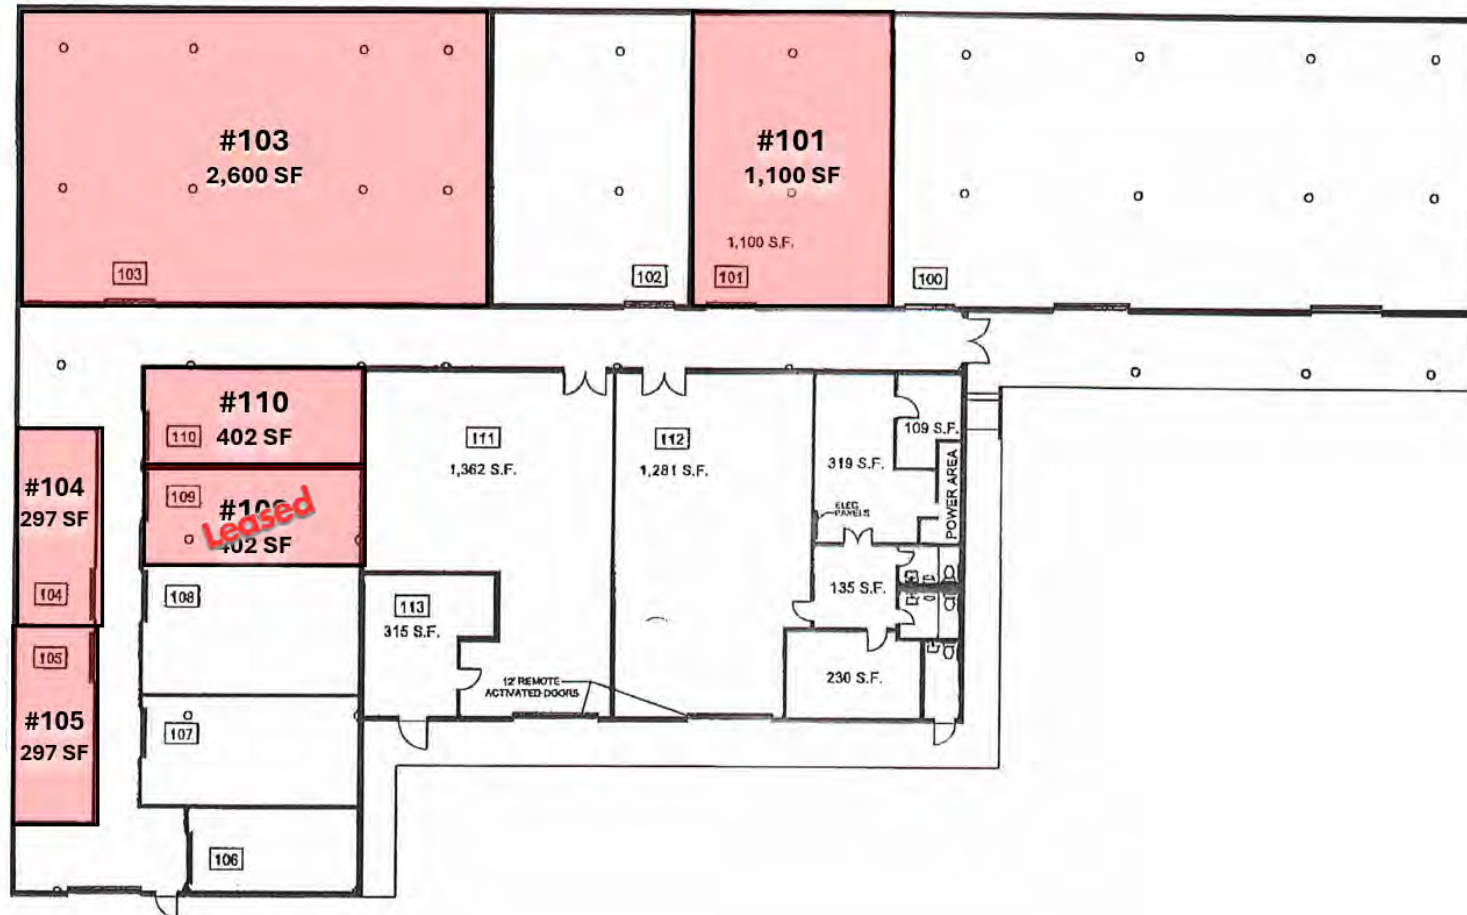 #103
2,600 SF
103
102
#101
1,100 SF
1,100 S.F.
101
100
#110
402 SF
110
109
Leased
402 SF
#104
297 SF
104
105
#105
297 SF
108
107
106
111
1,362 S.F.
113
315 S.F.
12' REMOTE
ACTIVATED DOORS
112
1,281 S.F.
319 S.F.
109 S.F.
POWER AREA
ELEC
PANELS
135 S.F.
230 S.F.